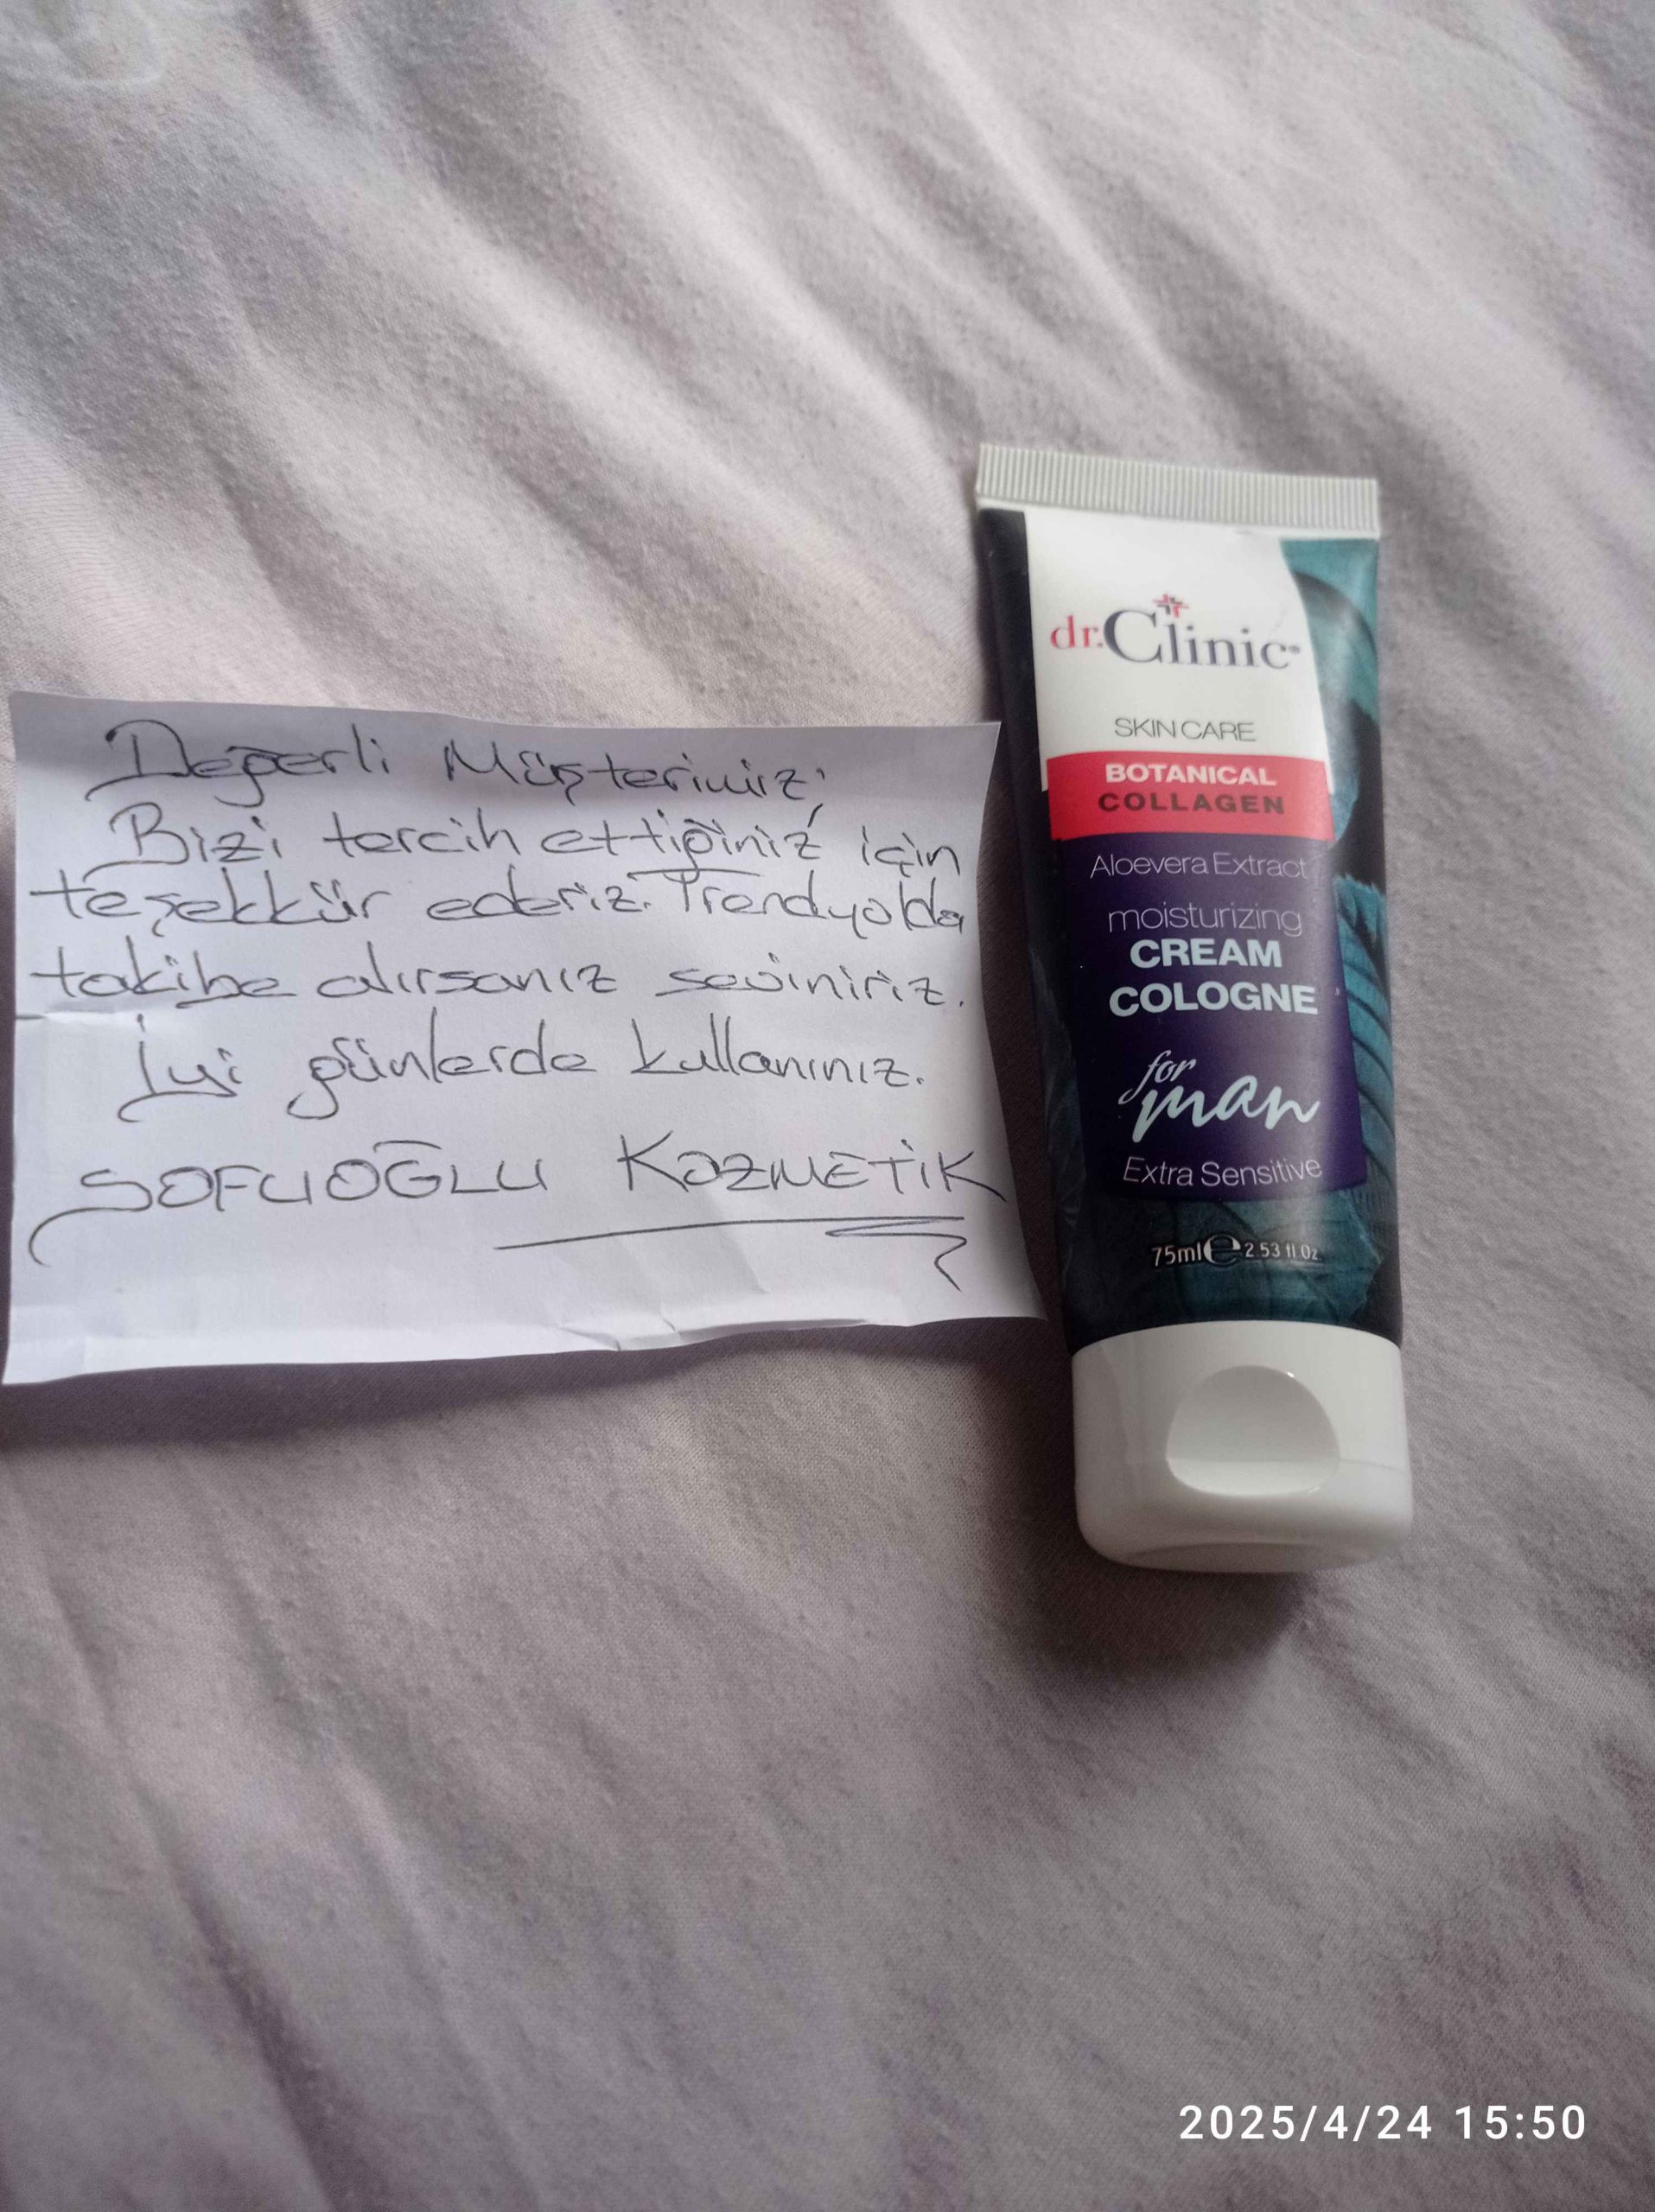 Değerli Müşterimiz;
Bizi tercih ettiğiniz için
teşekkür ederiz. Trendyolda
takibe alırsanız seviniriz.
İyi günlerde kullanınız.
SOFUOĞLU KOZMETİK
dr.Clinic®
SKIN CARE
BOTANICAL
COLLAGEN
Aloevera Extract
moisturizing
CREAM
COLOGNE
for
man
Extra Sensitive
75ml e 2.53 fl.Oz.
2025/4/24 15:50